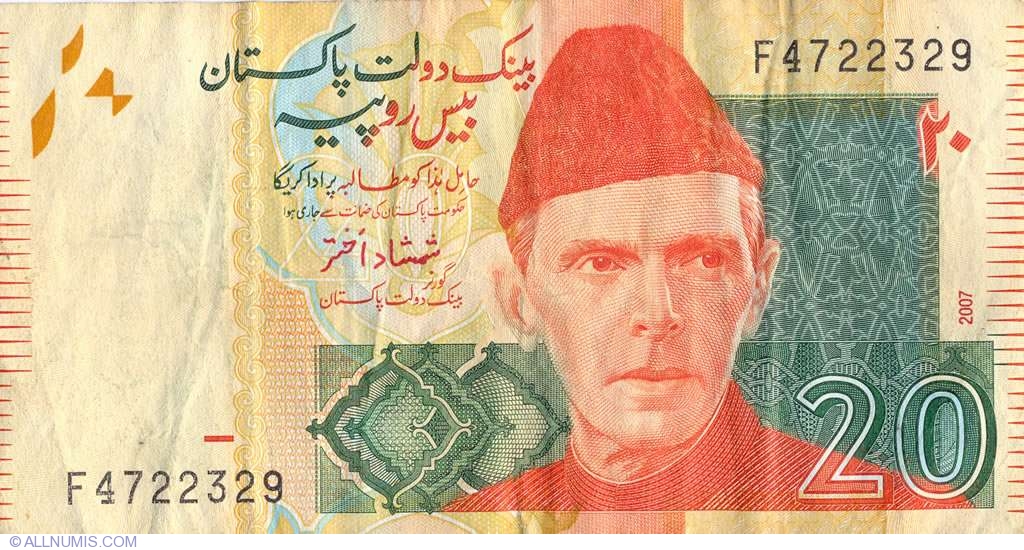 F4722329
بینک دولت پاکستان
بیس روپیہ
۲۰
حامل ہٰذا کو مطالبہ پر ادا کریگا
حکومت پاکستان کی ضمانت سے جاری ہوا
شمشاد اختر
گورنر
بینک دولت پاکستان
2007
20
F4722329
© ALLNUMIS.COM